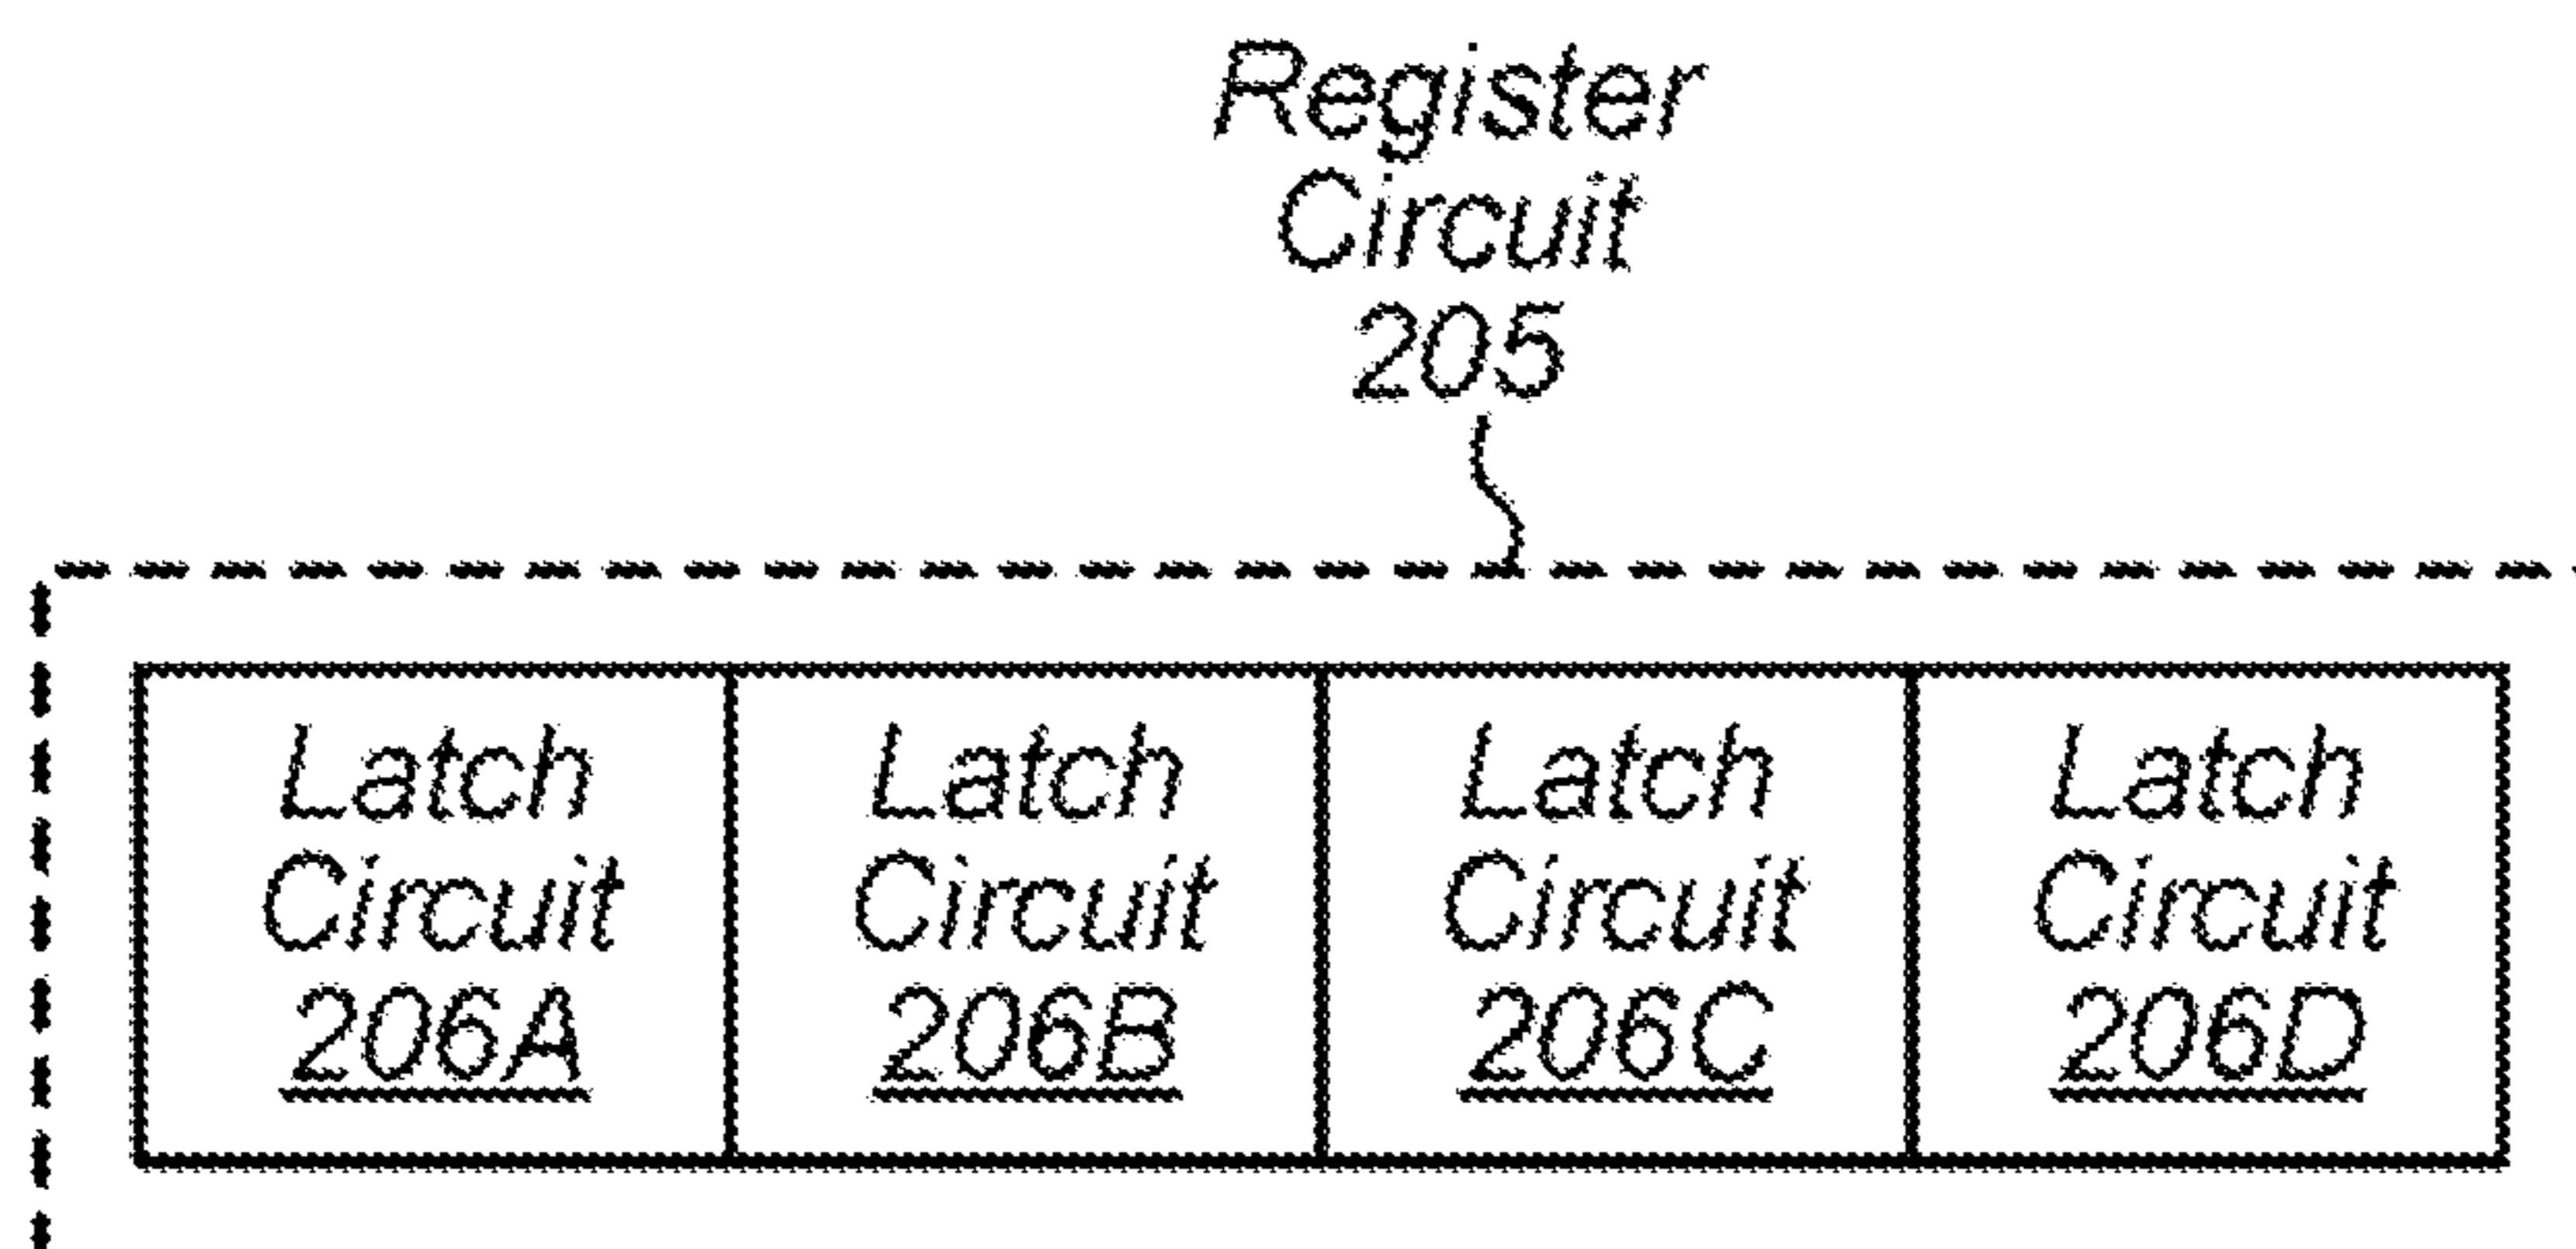 Register
Circuit
205
Latch Latch Latch Latch
Circuit Circuit Circuit Circuit
206A 206B 206C 206D